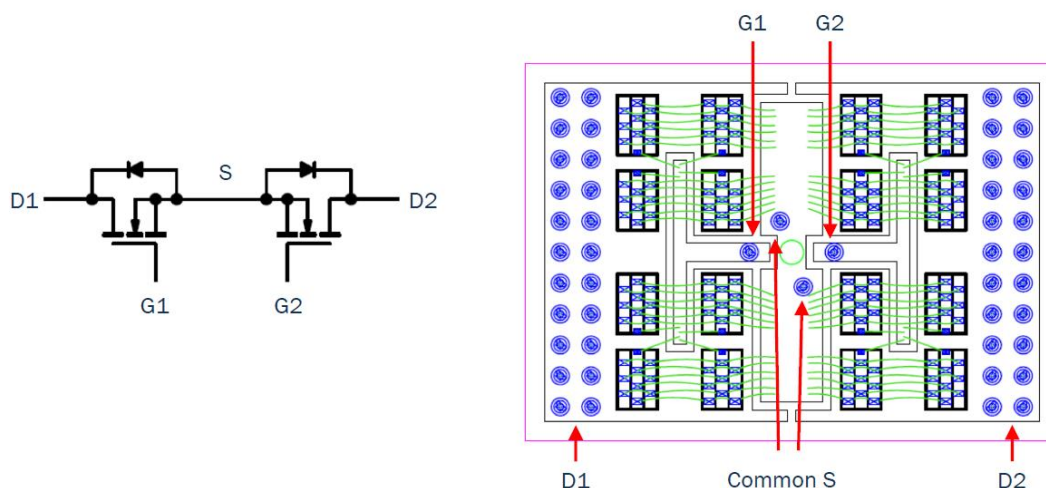 G1 G2
S
D1 D2
G1 G2
D1 Common S D2